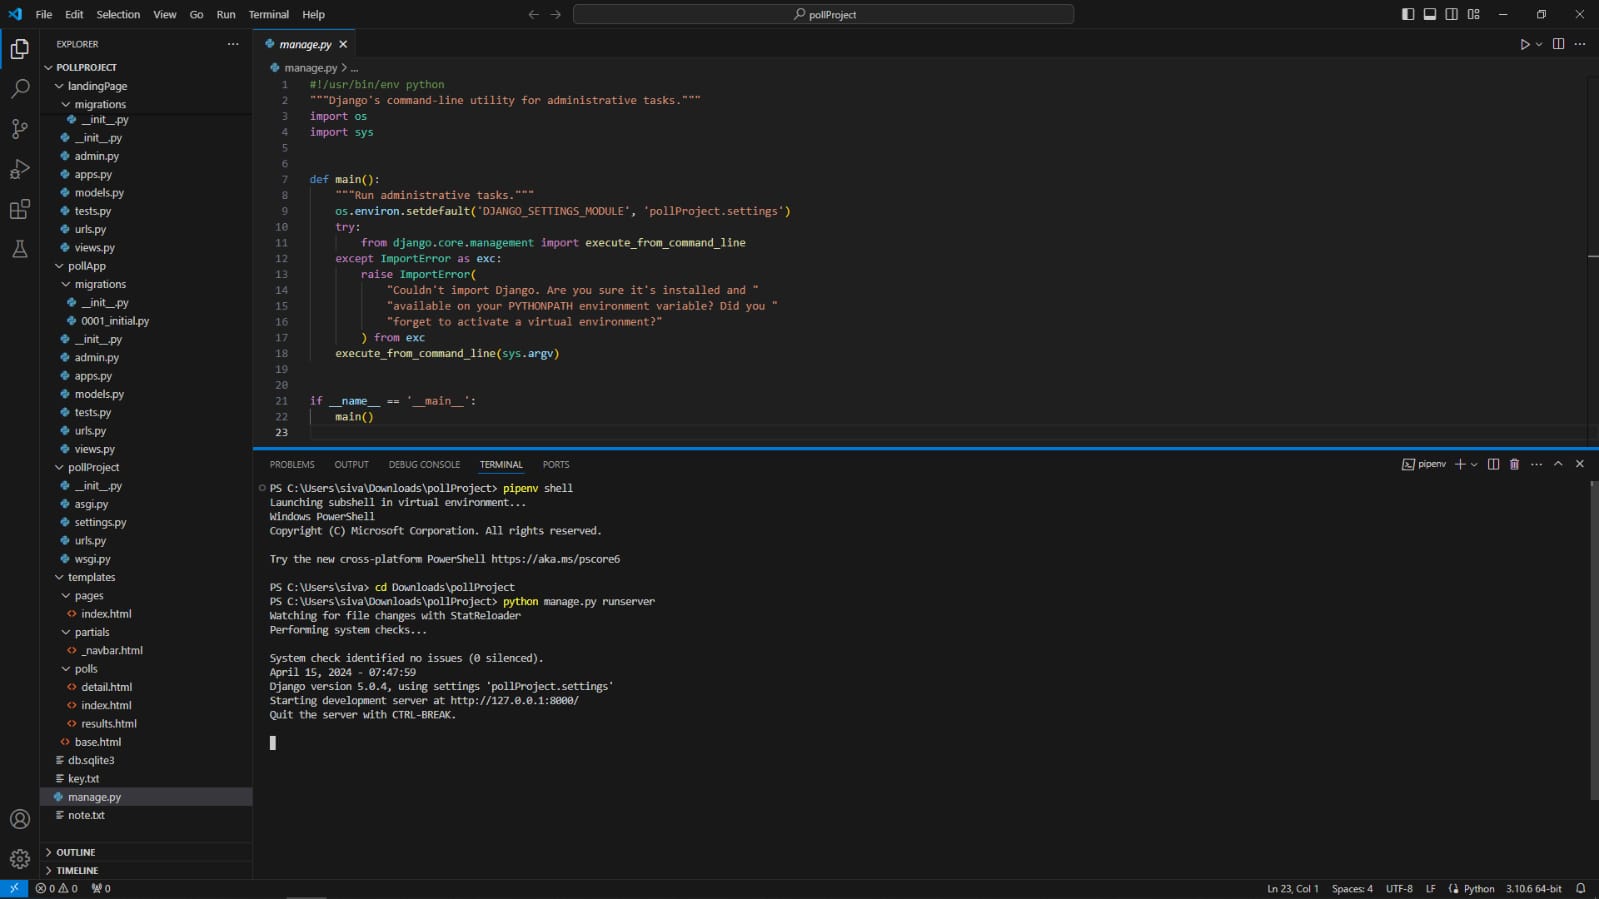 File Edit Selection View Go Run Terminal Help
pollProject
EXPLORER
POLLPROJECT
landingPage
migrations
__init__.py
__init__.py
admin.py
apps.py
models.py
tests.py
urls.py
views.py
pollApp
migrations
__init__.py
0001_initial.py
__init__.py
admin.py
apps.py
models.py
tests.py
urls.py
views.py
pollProject
__init__.py
asgi.py
settings.py
urls.py
wsgi.py
templates
pages
index.html
partials
_navbar.html
polls
detail.html
index.html
results.html
base.html
db.sqlite3
key.txt
manage.py
note.txt
OUTLINE
TIMELINE
manage.py
manage.py > ...
1 #!/usr/bin/env python
2 """Django's command-line utility for administrative tasks."""
3 import os
4 import sys
5
6
7 def main():
8 """Run administrative tasks."""
9 os.environ.setdefault('DJANGO_SETTINGS_MODULE', 'pollProject.settings')
10 try:
11 from django.core.management import execute_from_command_line
12 except ImportError as exc:
13 raise ImportError(
14 "Couldn't import Django. Are you sure it's installed and "
15 "available on your PYTHONPATH environment variable? Did you "
16 "forget to activate a virtual environment?"
17 ) from exc
18 execute_from_command_line(sys.argv)
19
20
21 if __name__ == '__main__':
22 main()
23
PROBLEMS OUTPUT DEBUG CONSOLE TERMINAL PORTS
pipenv
PS C:\Users\siva\Downloads\pollProject> pipenv shell
Launching subshell in virtual environment...
Windows PowerShell
Copyright (C) Microsoft Corporation. All rights reserved.
Try the new cross-platform PowerShell https://aka.ms/pscore6
PS C:\Users\siva> cd Downloads\pollProject
PS C:\Users\siva\Downloads\pollProject> python manage.py runserver
Watching for file changes with StatReloader
Performing system checks...
System check identified no issues (0 silenced).
April 15, 2024 - 07:47:59
Django version 5.0.4, using settings 'pollProject.settings'
Starting development server at http://127.0.0.1:8000/
Quit the server with CTRL-BREAK.
0 0 0
Ln 23, Col 1 Spaces: 4 UTF-8 LF Python 3.10.6 64-bit